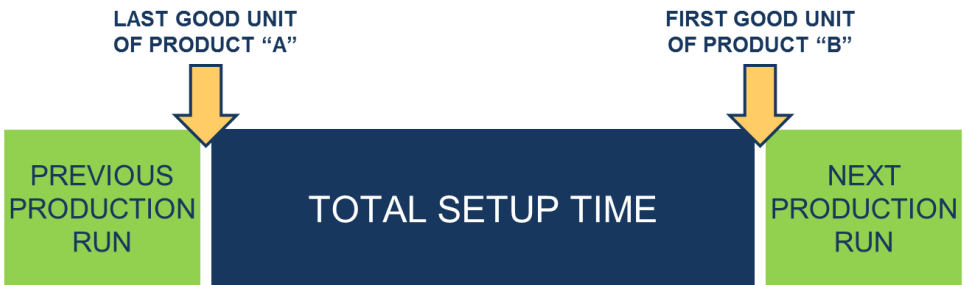 LAST GOOD UNIT
OF PRODUCT “A”
FIRST GOOD UNIT
OF PRODUCT “B”
PREVIOUS
PRODUCTION
RUN
TOTAL SETUP TIME
NEXT
PRODUCTION
RUN